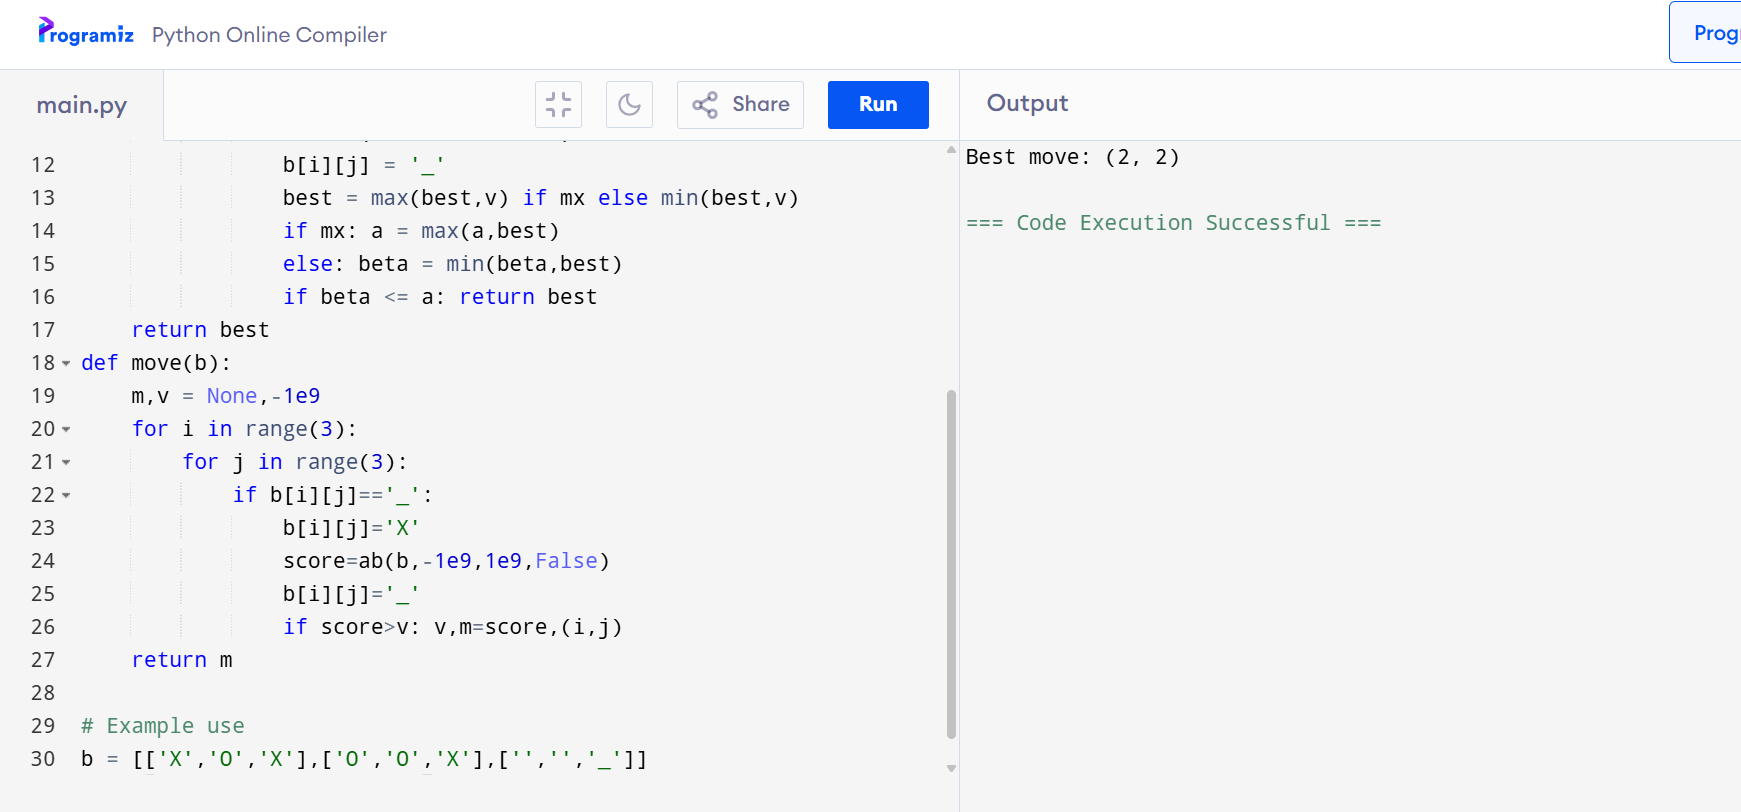 Programiz Python Online Compiler
Prog
main.py
Share
Run
Output
12 b[i][j] = '_'
13 best = max(best,v) if mx else min(best,v)
14 if mx: a = max(a,best)
15 else: beta = min(beta,best)
16 if beta <= a: return best
17 return best
18 def move(b):
19 m,v = None,-1e9
20 for i in range(3):
21 for j in range(3):
22 if b[i][j]=='_':
23 b[i][j]='X'
24 score=ab(b,-1e9,1e9,False)
25 b[i][j]='_'
26 if score>v: v,m=score,(i,j)
27 return m
28
29 # Example use
30 b = [['X','O','X'],['O','O','X'],['','','_']]
Best move: (2, 2)
=== Code Execution Successful ===